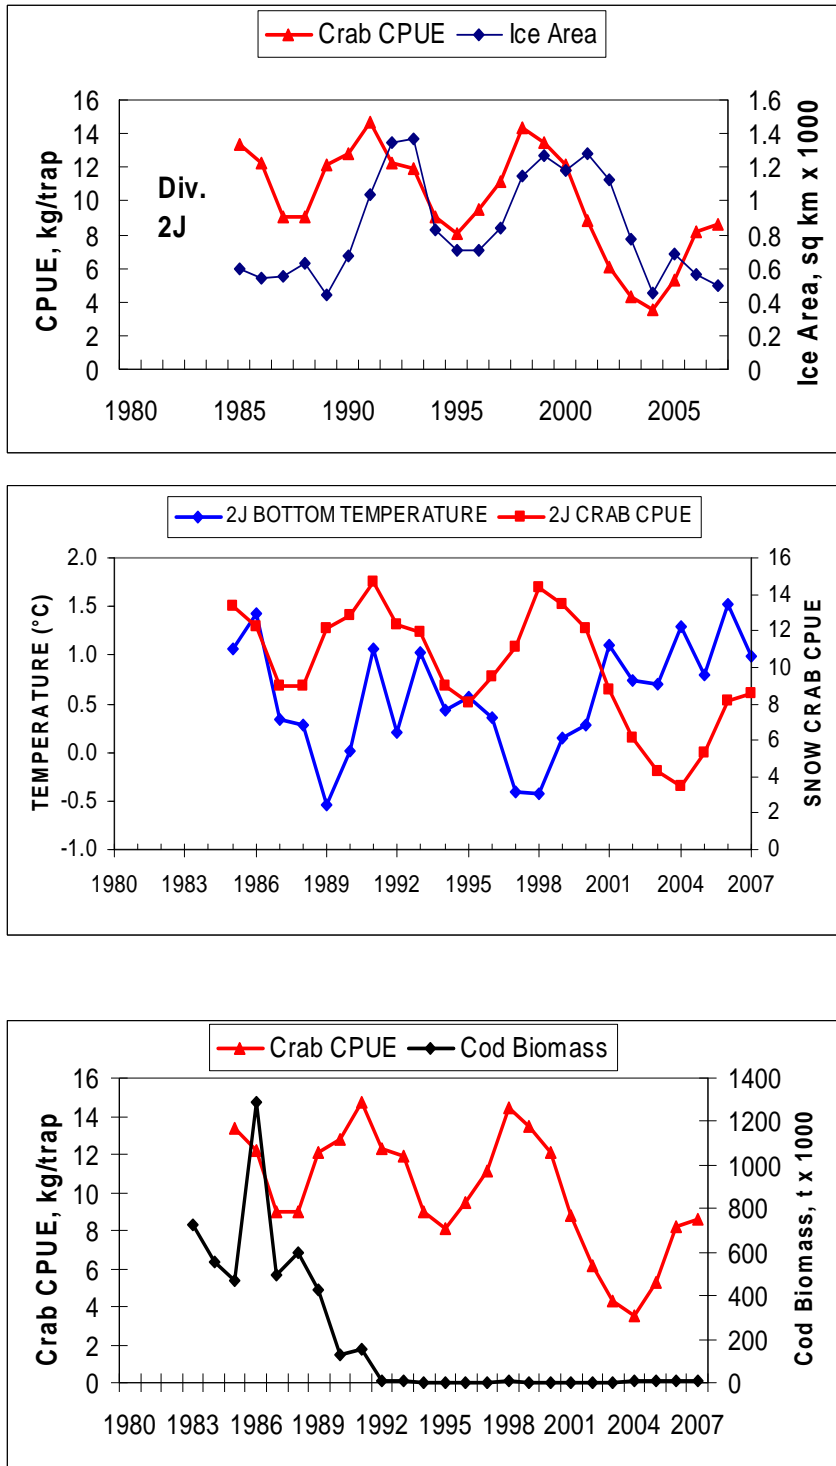 Crab CPUE Ice Area
16 1.6
14 1.4
12 1.2
10 1
8 0.8
6 0.6
4 0.4
2 0.2
0 0
CPUE, kg/trap
Div.
2J
Ice Area, sq km x 1000
1980 1985 1990 1995 2000 2005
2J BOTTOM TEMPERATURE 2J CRAB CPUE
2.0 16
1.5 14
1.0 12
0.5 10
0.0 8
-0.5 6
-1.0 4
2
0
TEMPERATURE (°C)
SNOW CRAB CPUE
1980 1983 1986 1989 1992 1995 1998 2001 2004 2007
Crab CPUE Cod Biomass
16 1400
14 1200
12 1000
10 800
8 600
6 400
4 200
2 0
0
Crab CPUE, kg/trap
Cod Biomass, t x 1000
1980 1983 1986 1989 1992 1995 1998 2001 2004 2007